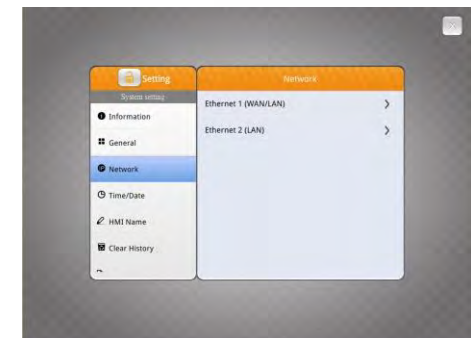 Setting
System setting
Information
General
Network
Time/Date
HMI Name
Clear History
Network
Ethernet 1 (WAN/LAN)
Ethernet 2 (LAN)